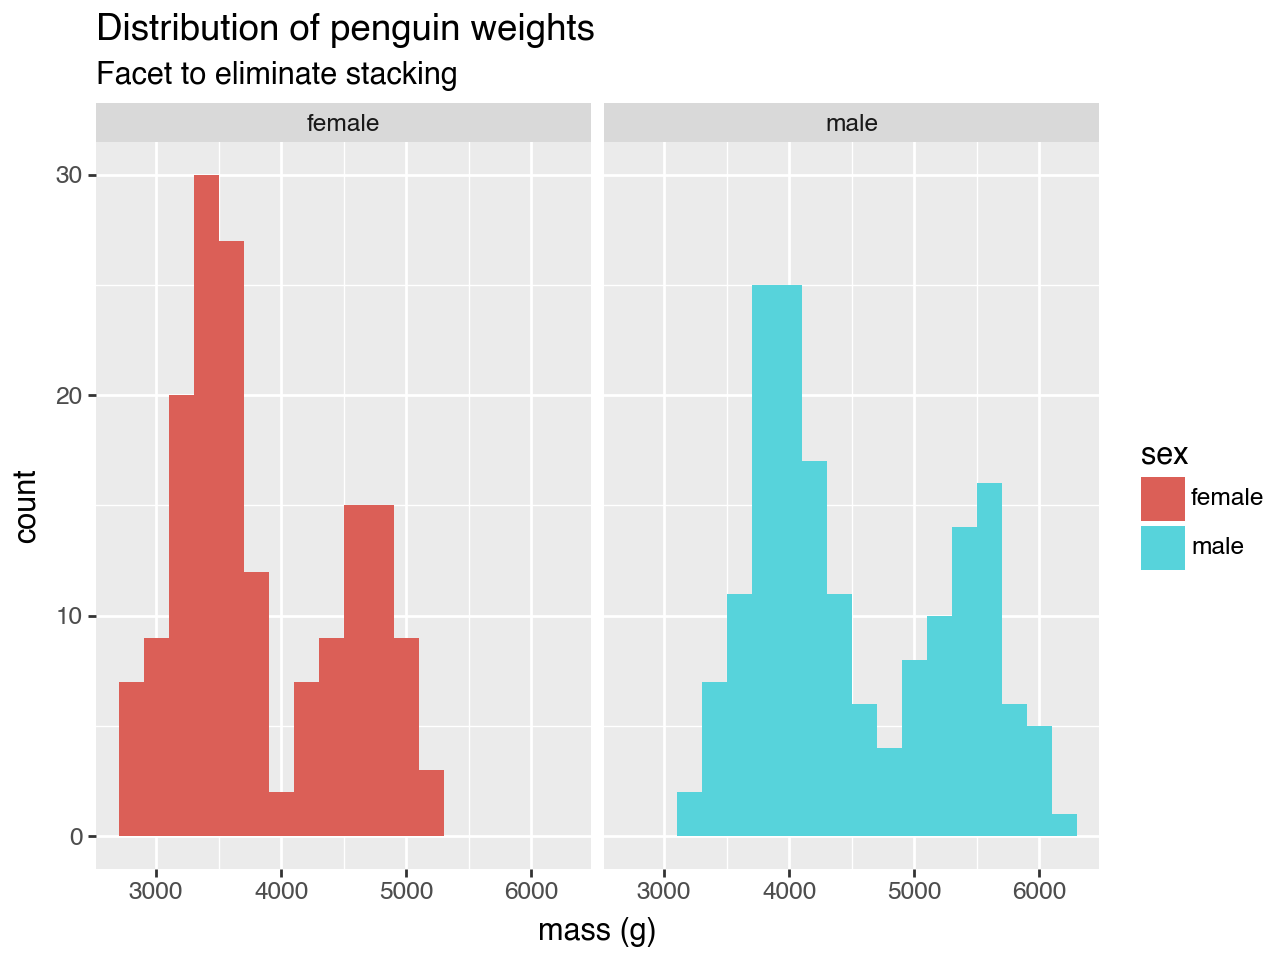 Distribution of penguin weights
Facet to eliminate stacking
female male
30
20
10
0
count
3000 4000 5000 6000 3000 4000 5000 6000
mass (g)
sex
female
male